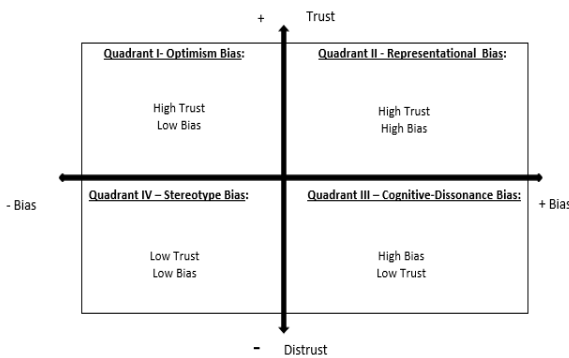 + Trust
Quadrant I- Optimism Bias:
High Trust
Low Bias
Quadrant II - Representational Bias:
High Trust
High Bias
- Bias
+ Bias
Quadrant IV – Stereotype Bias:
Low Trust
Low Bias
Quadrant III – Cognitive-Dissonance Bias:
High Bias
Low Trust
- Distrust